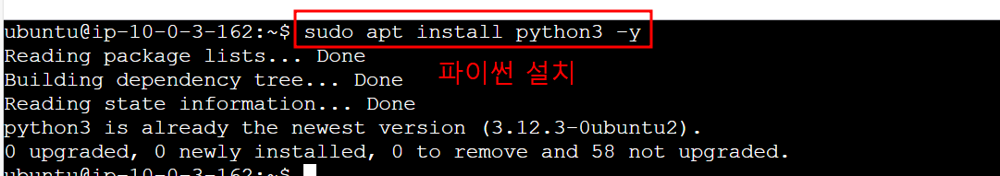 ubuntu@ip-10-0-3-162:~$ sudo apt install python3 -y
Reading package lists... Done
Building dependency tree... Done
파이썬 설치
Reading state information... Done
python3 is already the newest version (3.12.3-0ubuntu2).
0 upgraded, 0 newly installed, 0 to remove and 58 not upgraded.
ubuntu@ip-10-0-3-162:~$